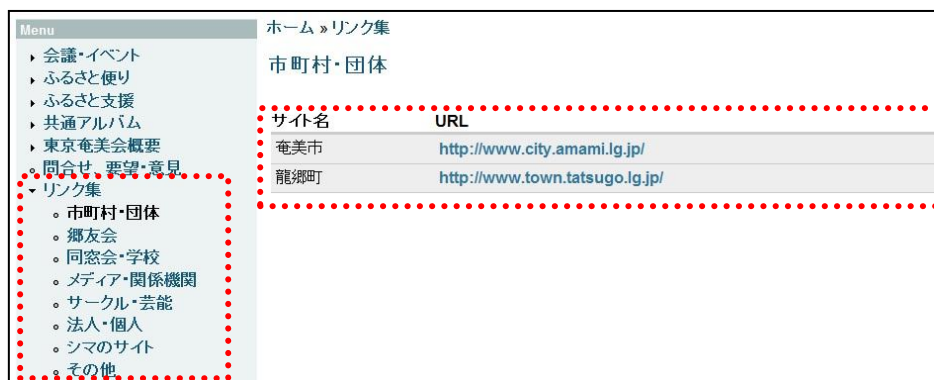 Menu
会議・イベント
ふるさと便り
ふるさと支援
共通アルバム
東京奄美会概要
問合せ、要望・意見
リンク集
市町村・団体
郷友会
同窓会・学校
メディア・関係機関
サークル・芸能
法人・個人
シマのサイト
その他
ホーム » リンク集
市町村・団体
サイト名 URL
奄美市 http://www.city.amami.lg.jp/
龍郷町 http://www.town.tatsugo.lg.jp/